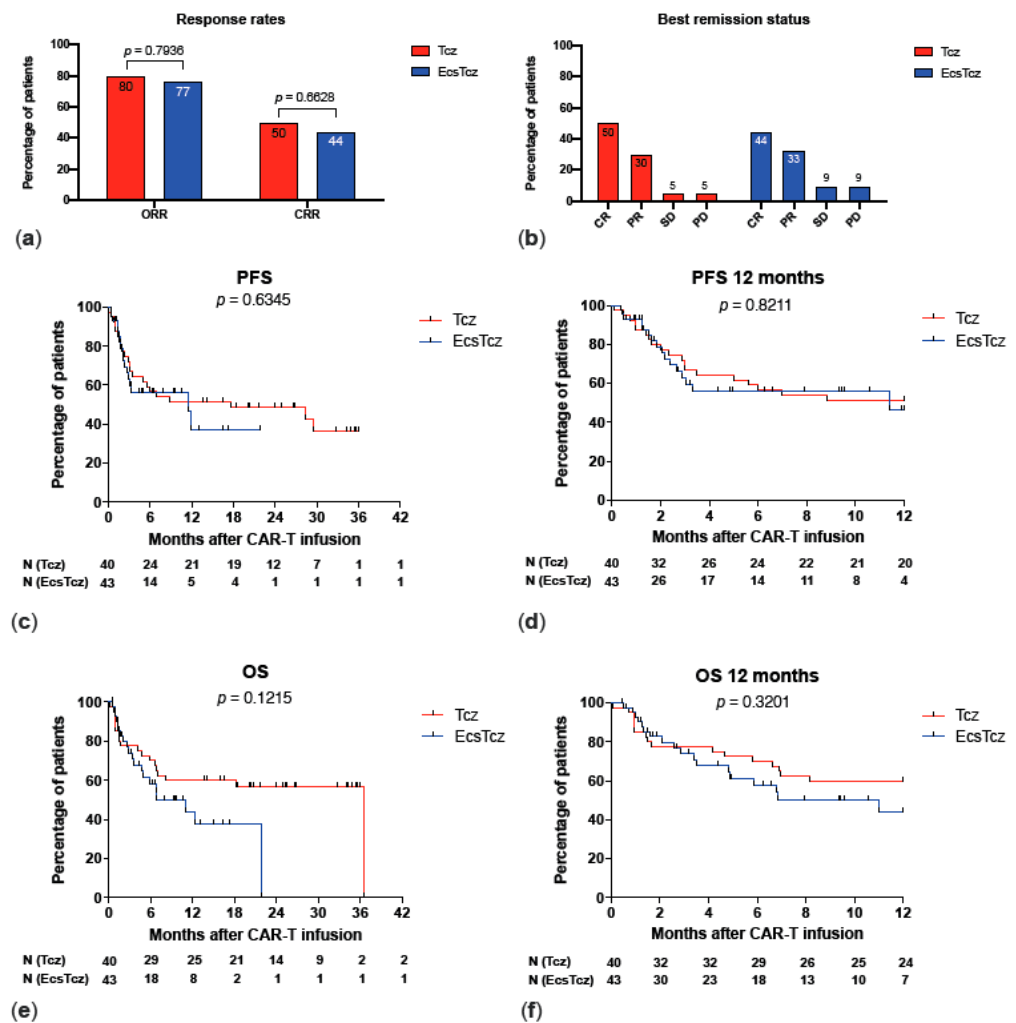 Response rates
Percentage of patients
100
80
60
40
20
0
p = 0.7936
p = 0.6628
80
77
50
44
ORR
CRR
Tcz
EcsTcz
(a)
Best remission status
Percentage of patients
100
80
60
40
20
0
50
30
5
5
44
33
9
9
CR
PR
SD
PD
CR
PR
SD
PD
Tcz
EcsTcz
(b)
PFS
p = 0.6345
Percentage of patients
100
80
60
40
20
0
0 6 12 18 24 30 36 42
Months after CAR-T infusion
Tcz
EcsTcz
N (Tcz) 40 24 21 19 12 7 1 1
N (EcsTcz) 43 14 5 4 1 1 1 1
(c)
PFS 12 months
p = 0.8211
Percentage of patients
100
80
60
40
20
0
0 2 4 6 8 10 12
Months after CAR-T infusion
Tcz
EcsTcz
N (Tcz) 40 32 26 24 22 21 20
N (EcsTcz) 43 26 17 14 11 8 4
(d)
OS
p = 0.1215
Percentage of patients
100
80
60
40
20
0
0 6 12 18 24 30 36 42
Months after CAR-T infusion
Tcz
EcsTcz
N (Tcz) 40 29 25 21 14 9 2 2
N (EcsTcz) 43 18 8 2 1 1 1 1
(e)
OS 12 months
p = 0.3201
Percentage of patients
100
80
60
40
20
0
0 2 4 6 8 10 12
Months after CAR-T infusion
Tcz
EcsTcz
N (Tcz) 40 32 32 29 26 25 24
N (EcsTcz) 43 30 23 18 13 10 7
(f)